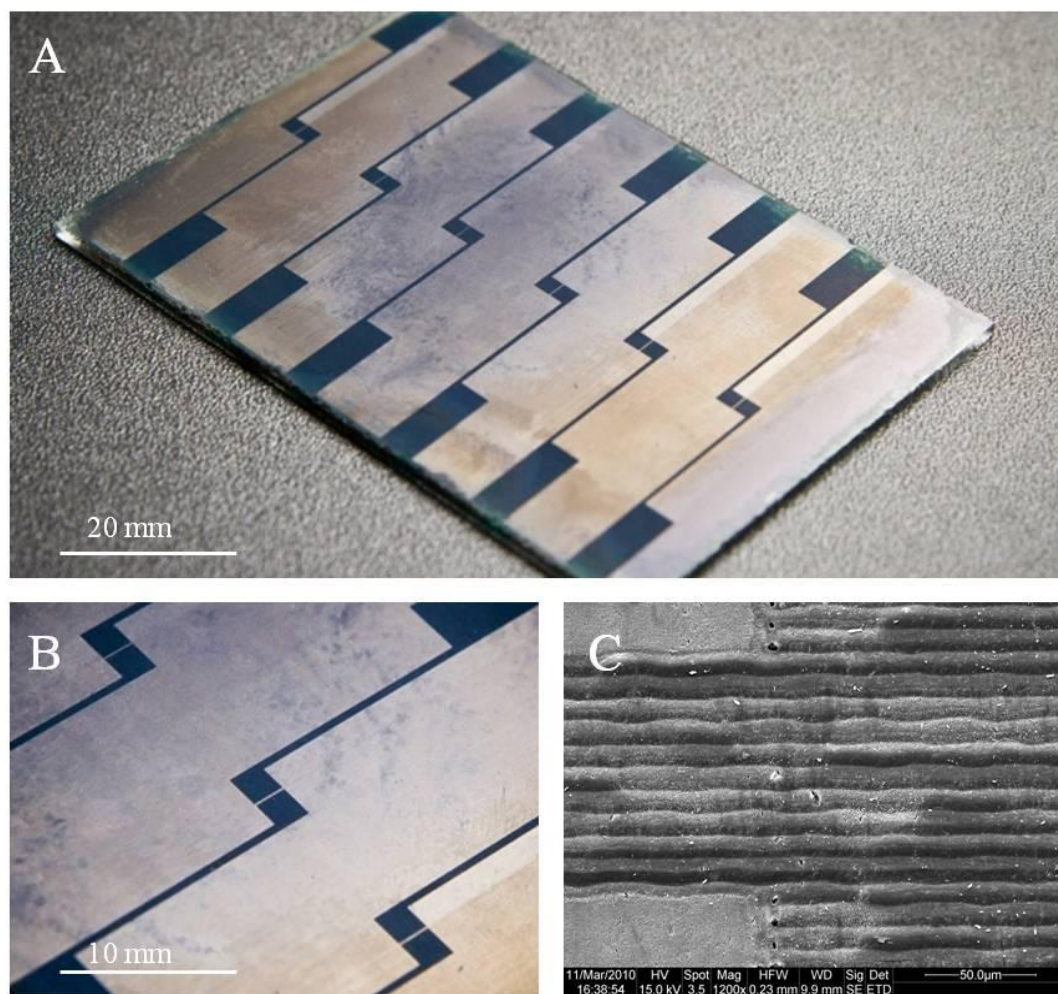 A
20 mm
B
10 mm
C
11/Mar/2010 HV Spot Mag HFW WD Sig Det 50.0µm
16:38:54 15.0 kV 3.5 1200x 0.23 mm 9.9 mm SE ETD